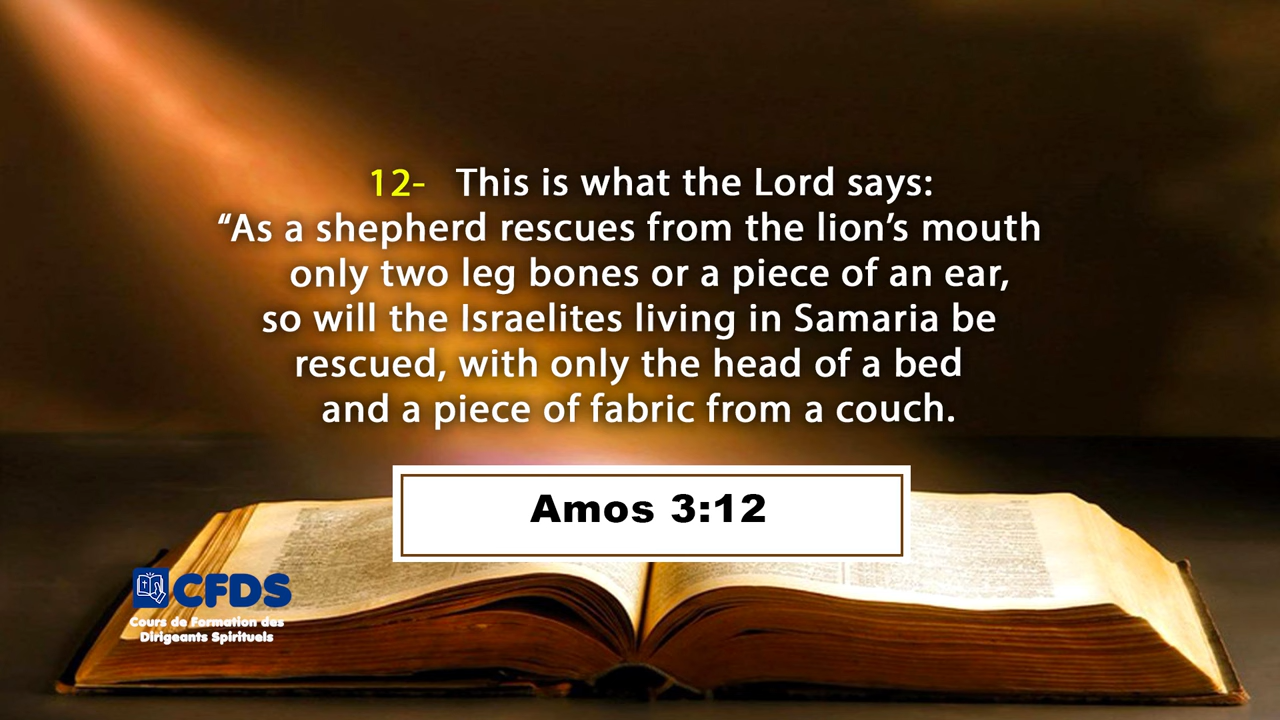 12- This is what the Lord says:
“As a shepherd rescues from the lion’s mouth
only two leg bones or a piece of an ear,
so will the Israelites living in Samaria be
rescued, with only the head of a bed
and a piece of fabric from a couch.
Amos 3:12
CFDS
Cours de Formation des
Dirigeants Spirituels